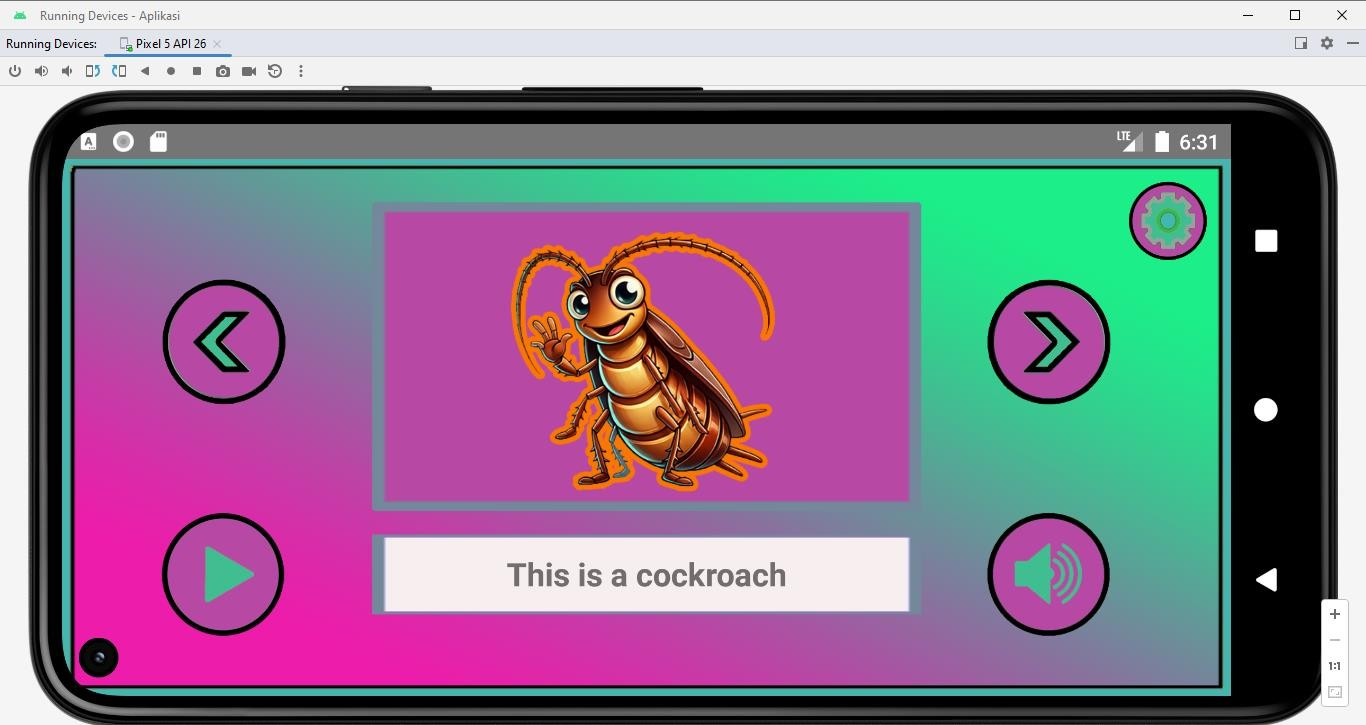 Running Devices - Aplikasi
Running Devices: Pixel 5 API 26
A LTE 6:31
This is a cockroach
1:1